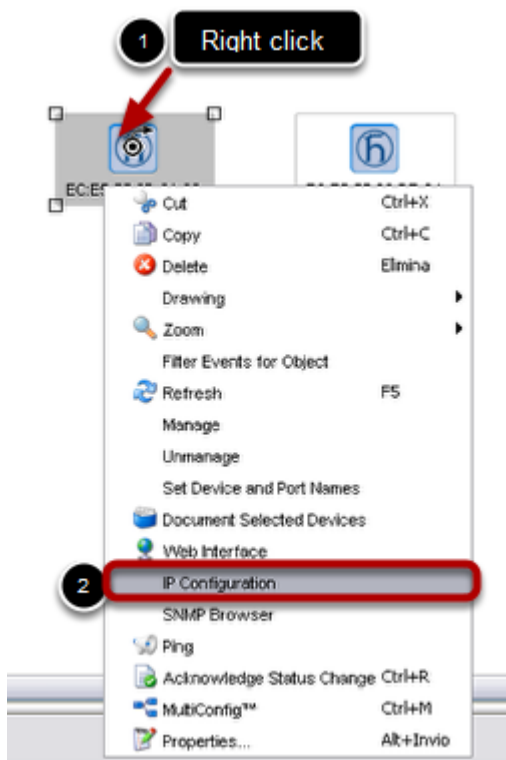 1 Right click
Cut Ctrl+X
Copy Ctrl+C
Delete Elimina
Drawing
Zoom
Filter Events for Object
Refresh F5
Manage
Unmanage
Set Device and Port Names
Document Selected Devices
Web Interface
2 IP Configuration
SNMP Browser
Ping
Acknowledge Status Change Ctrl+R
MultiConfig™ Ctrl+M
Properties... Alt+Invio